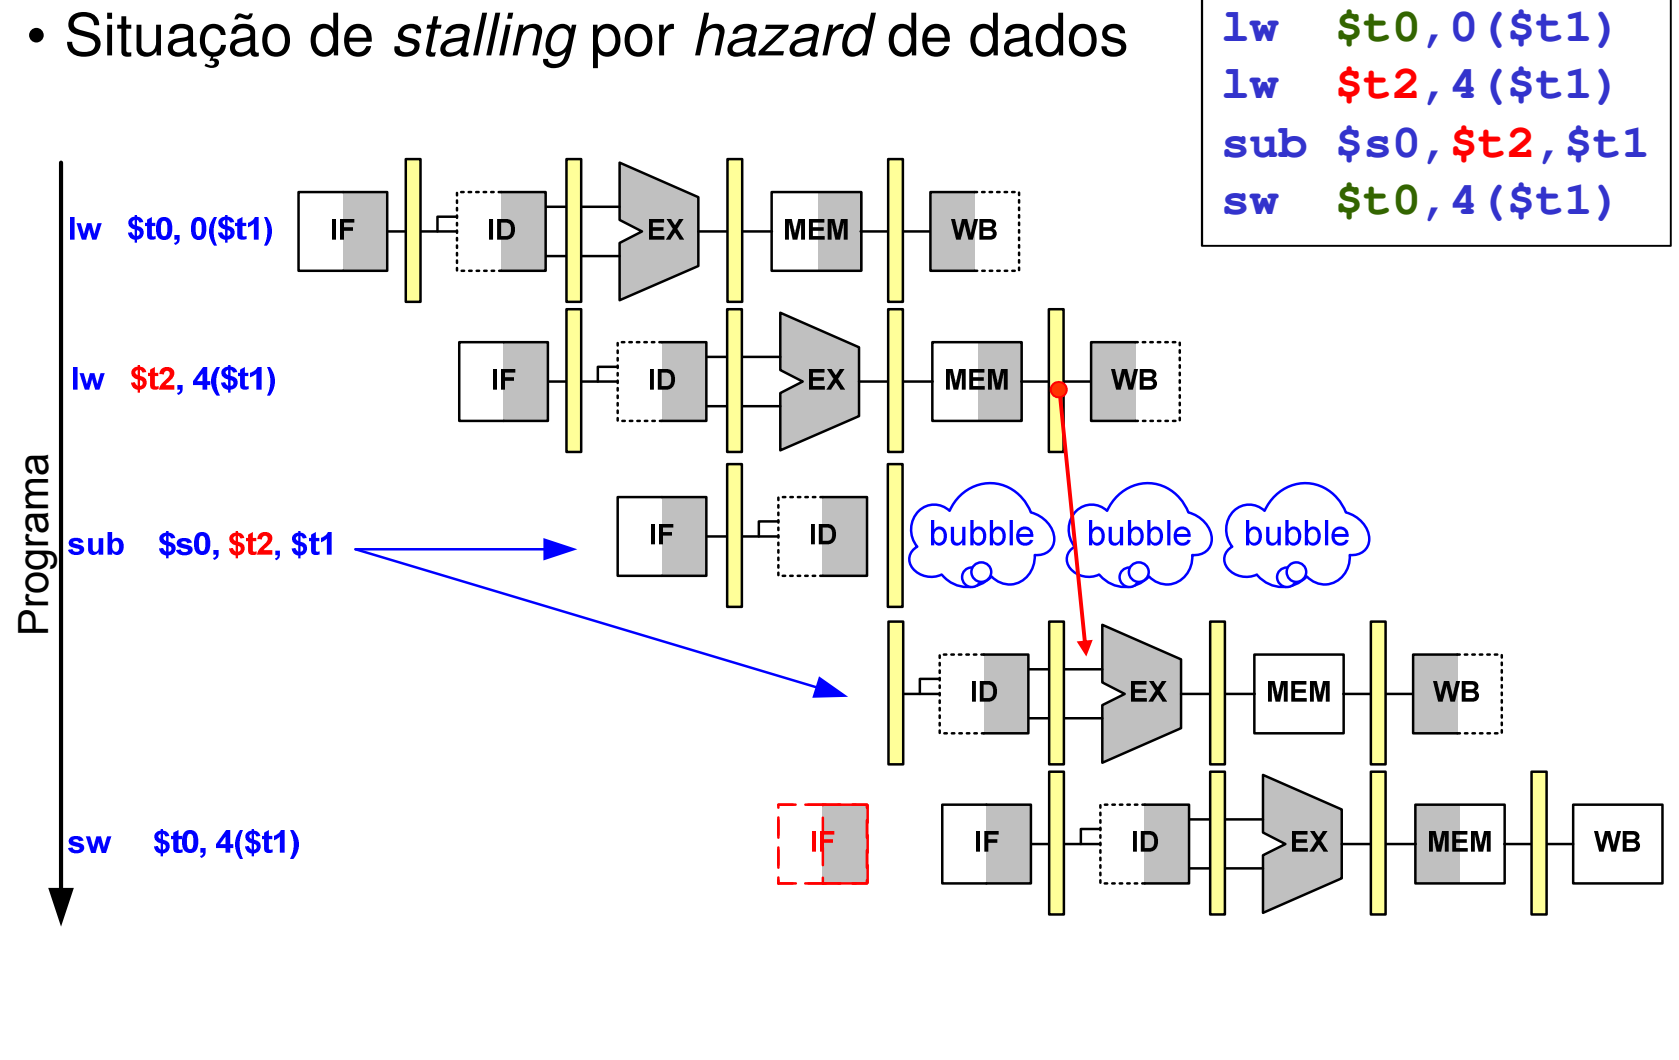 • Situação de stalling por hazard de dados
lw $t0,0($t1)
lw $t2,4($t1)
sub $s0,$t2,$t1
sw $t0,4($t1)
Programa
lw $t0, 0($t1)
IF ID EX MEM WB
lw $t2, 4($t1)
IF ID EX MEM WB
sub $s0, $t2, $t1
IF ID bubble bubble bubble
ID EX MEM WB
sw $t0, 4($t1)
IF IF ID EX MEM WB